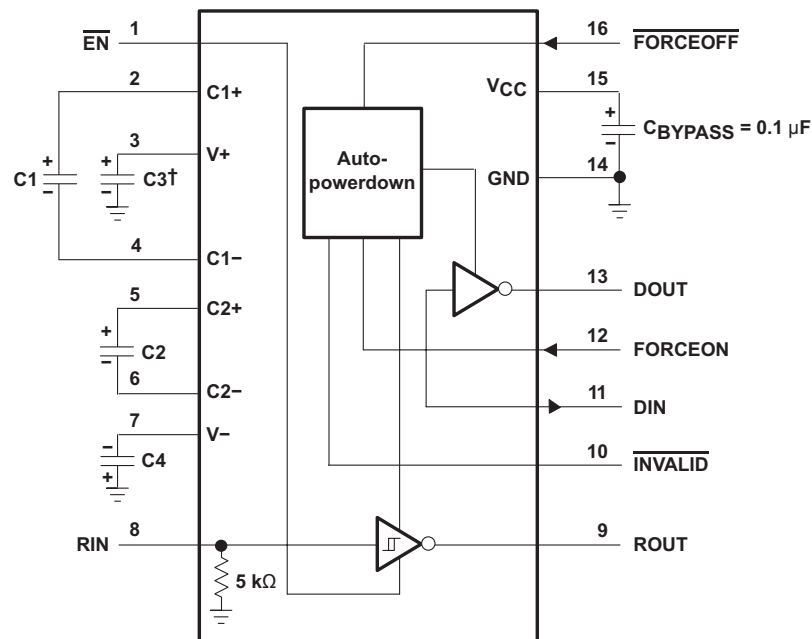 1
EN
16
FORCEOFF
2
C1+
VCC
15
+
−
CBYPASS = 0.1 μF
3
V+
+
−
C1
+
−
C3†
Auto-
powerdown
14
GND
4
C1−
5
C2+
13
DOUT
+
−
C2
12
FORCEON
6
C2−
11
DIN
7
V−
−
+
C4
10
INVALID
8
RIN
9
ROUT
5 kΩ